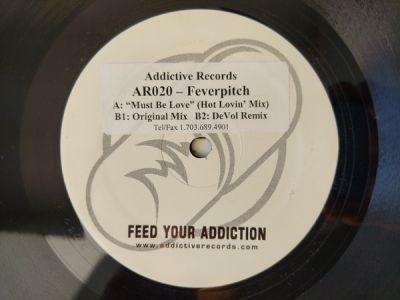 Addictive Records
AR020 – Feverpitch
A: “Must Be Love” (Hot Lovin’ Mix)
B1: Original Mix B2: DeVol Remix
Tel/Fax 1.703.689.4901
FEED YOUR ADDICTION
www.addictiverecords.com